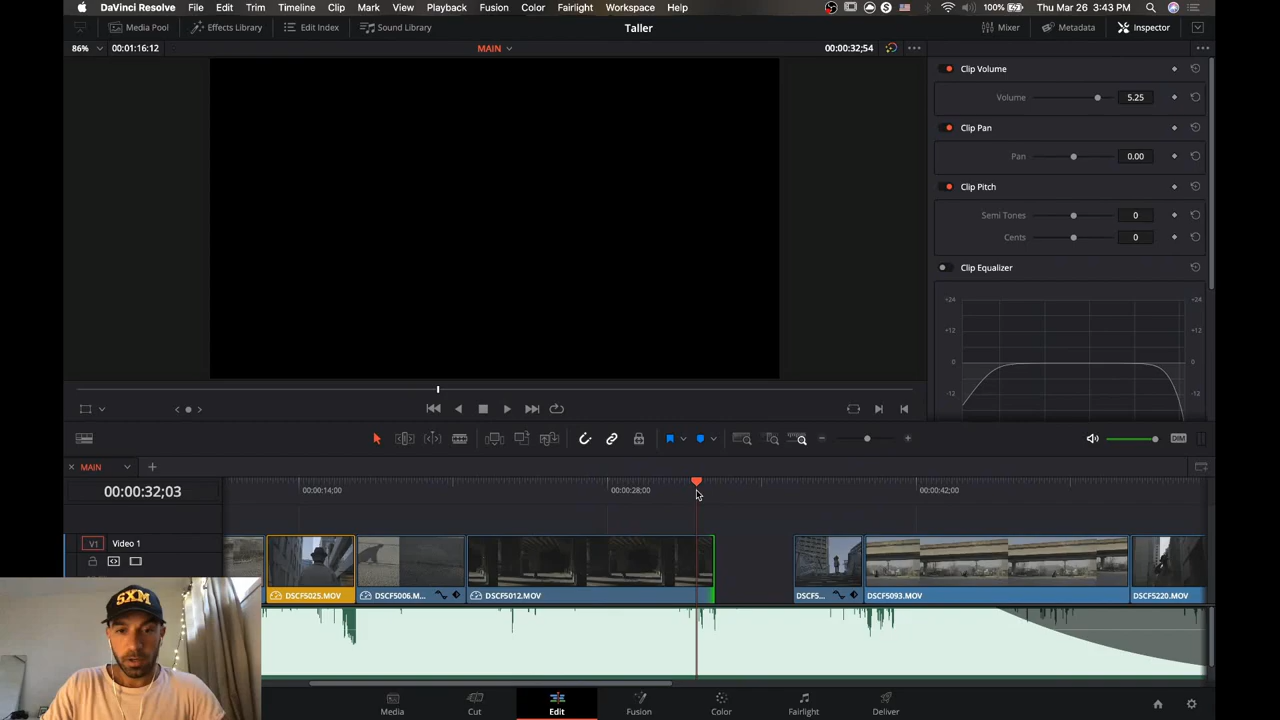 DaVinci Resolve File Edit Trim Timeline Clip Mark View Playback Fusion Color Fairlight Workspace Help 100% Thu Mar 26 3:43 PM
Media Pool Effects Library Edit Index Sound Library Taller Mixer Metadata Inspector
86% 00:01:16:12 MAIN 00:00:32;54
Clip Volume
Volume 5.25
Clip Pan
Pan 0.00
Clip Pitch
Semi Tones 0
Cents 0
Clip Equalizer
+24 +24
+12 +12
0 0
-12 -12
DIM
MAIN
00:00:32;03 00:00:14;00 00:00:28;00 00:00:42;00
V1 Video 1
DSCF5025.MOV DSCF5006.M... DSCF5012.MOV DSCF5... DSCF5093.MOV DSCF5220.MOV
SXM
Media Cut Edit Fusion Color Fairlight Deliver